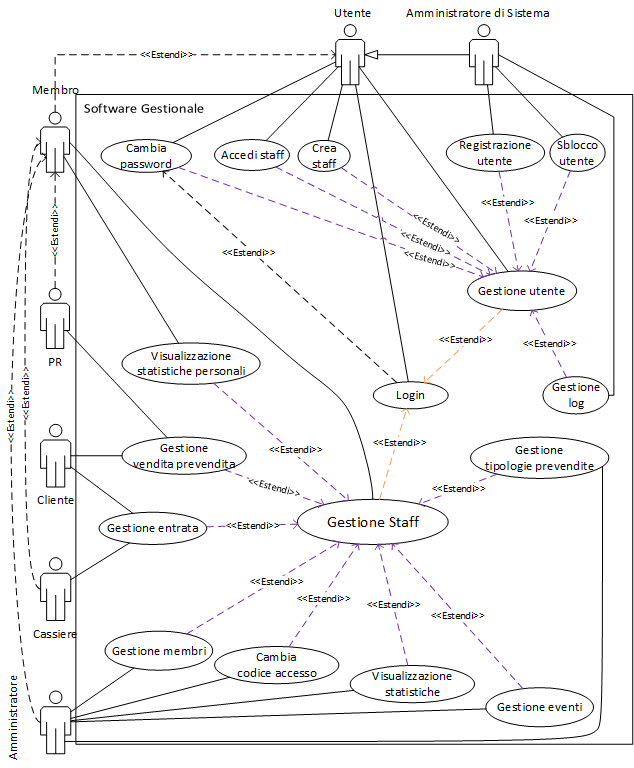 Utente
Amministratore di Sistema
<<Estendi>>
Membro
Software Gestionale
Cambia
password
Accedi staff
Crea
staff
Registrazione
utente
Sblocco
utente
<<Estendi>>
<<Estendi>>
<<Estendi>>
<<Estendi>>
<<Estendi>>
<<Estendi>>
<<Estendi>>
Gestione utente
PR
<<Estendi>>
<<Estendi>>
Visualizzazione
statistiche personali
Login
Gestione
log
<<Estendi>>
<<Estendi>>
<<Estendi>>
<<Estendi>>
Gestione
vendita prevendita
Gestione
tipologie prevendite
Cliente
<<Estendi>>
<<Estendi>>
Gestione entrata
<<Estendi>>
Gestione Staff
Cassiere
<<Estendi>>
<<Estendi>>
<<Estendi>>
<<Estendi>>
Gestione membri
Cambia
codice accesso
Visualizzazione
statistiche
Gestione eventi
Amministratore